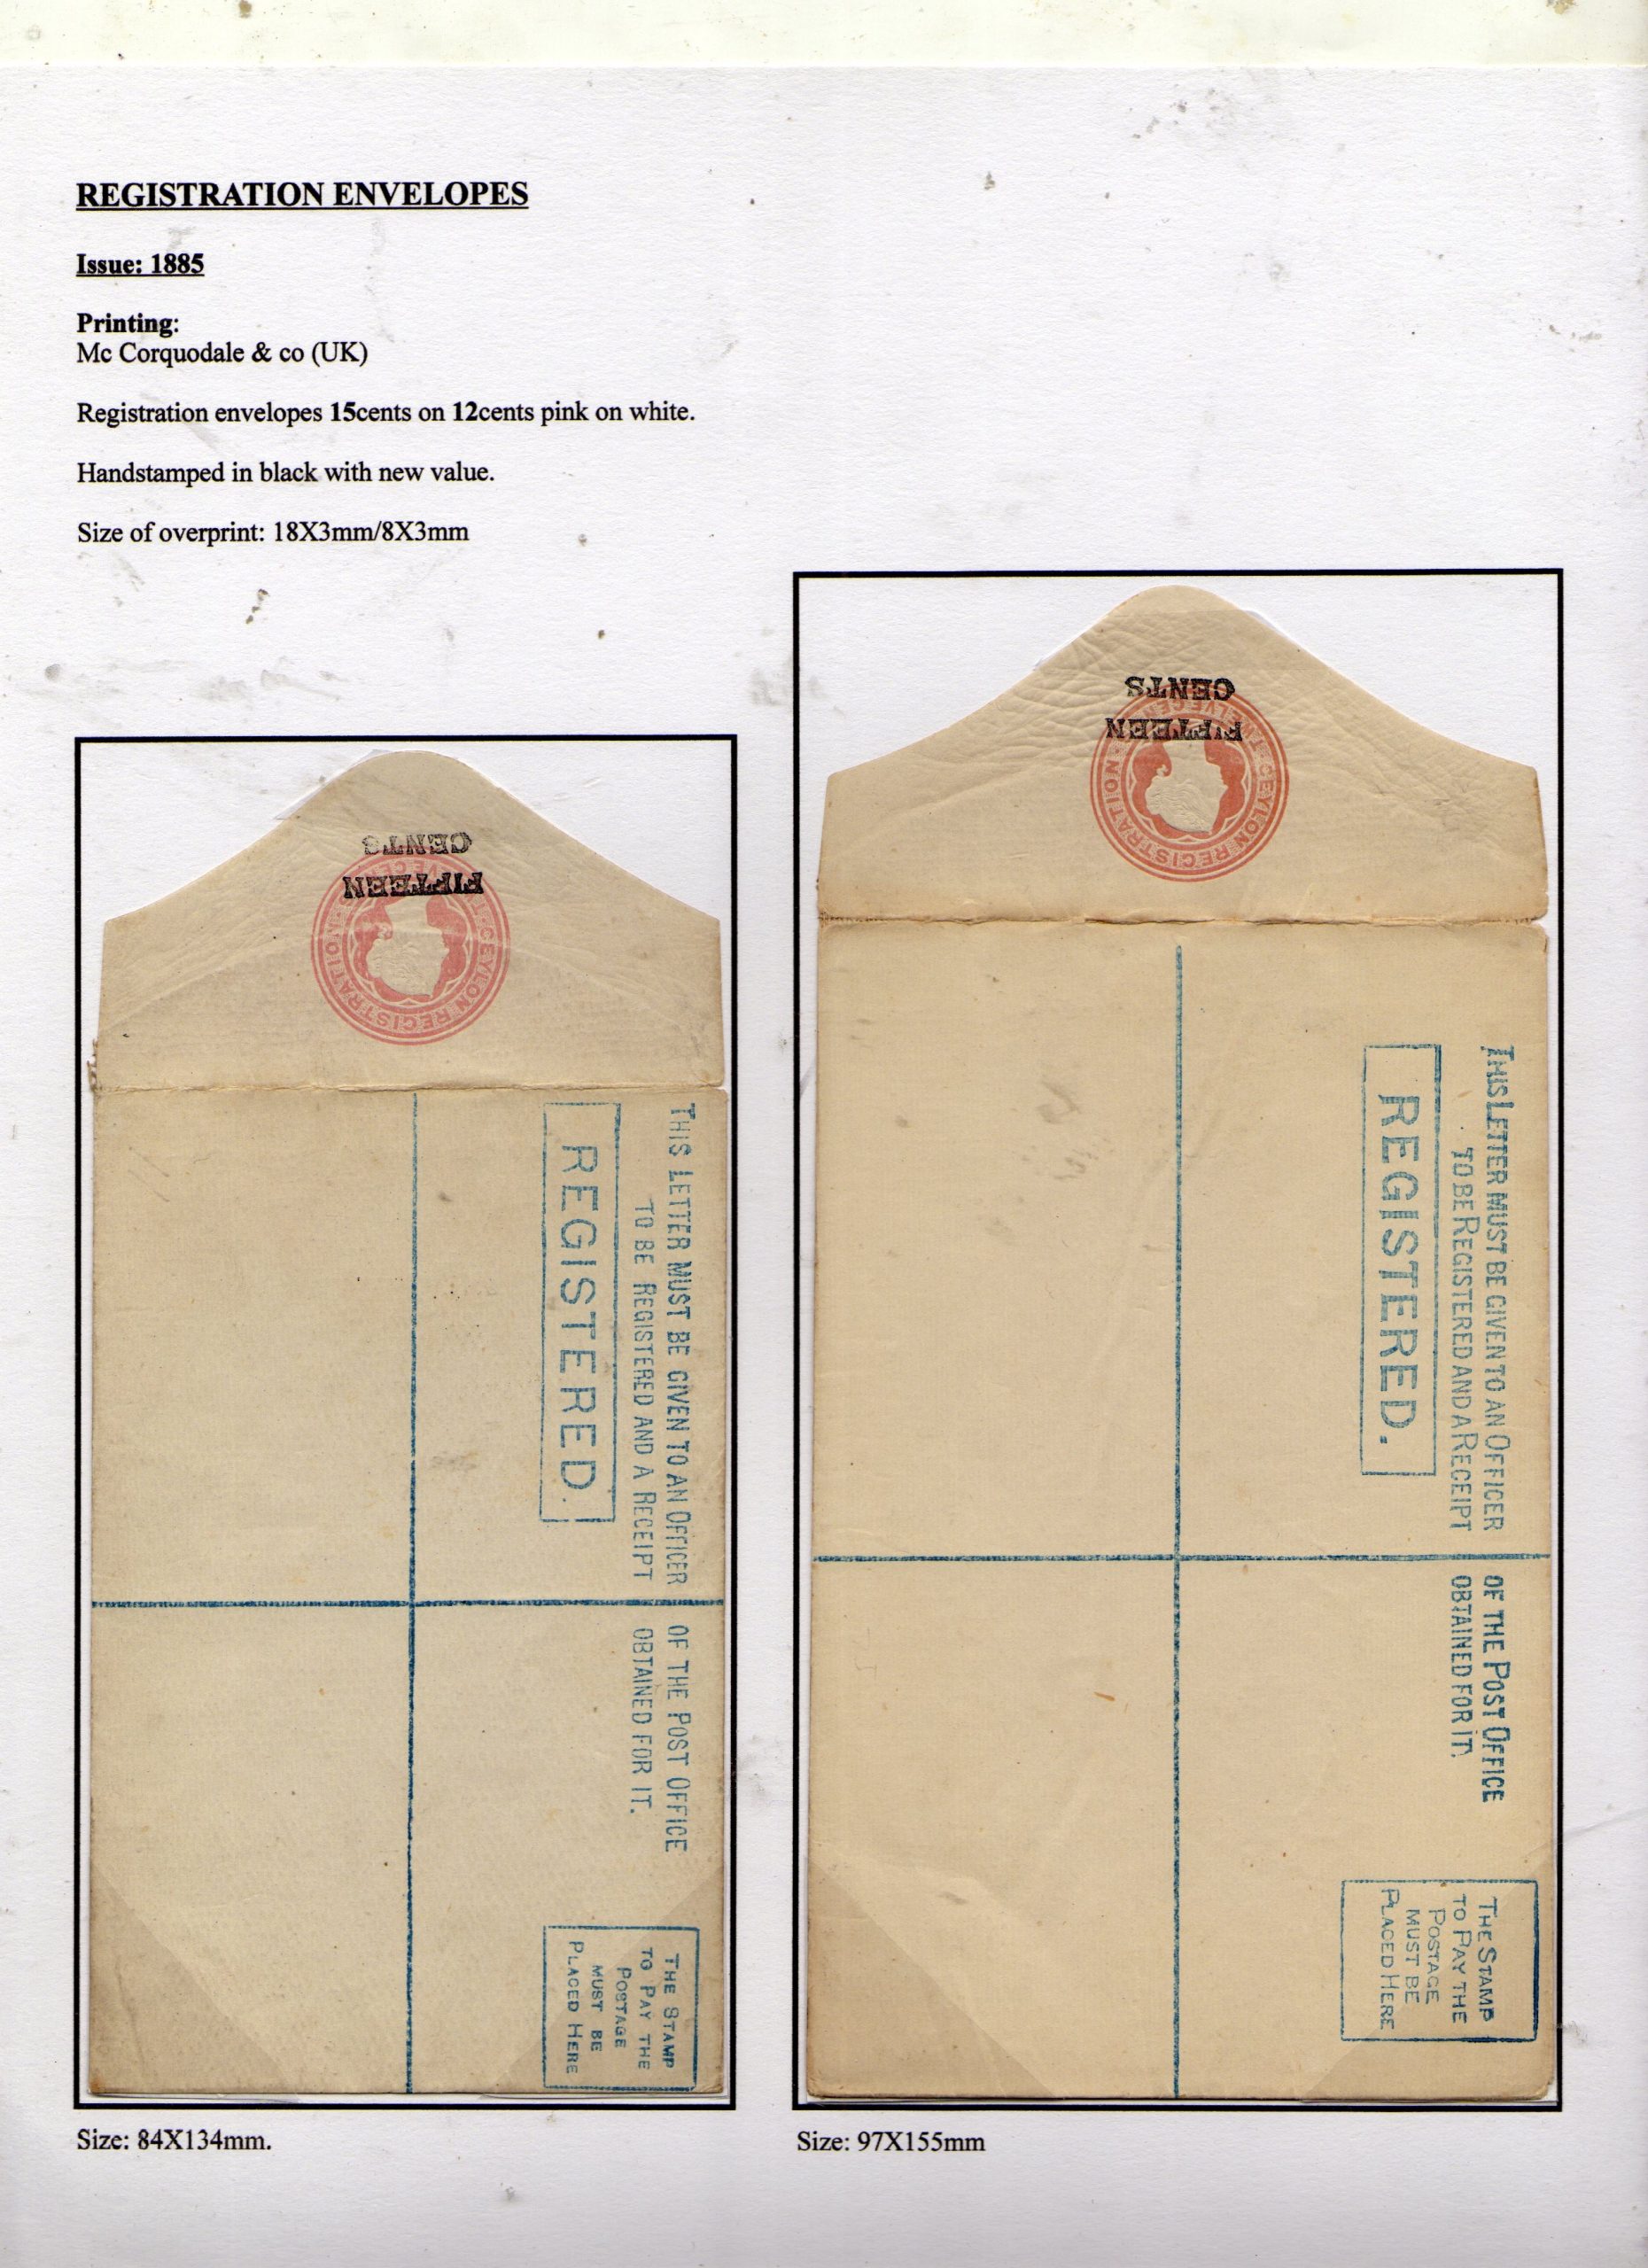 REGISTRATION ENVELOPES
Issue: 1885
Printing:
Mc Corquodale & co (UK)
Registration envelopes 15cents on 12cents pink on white.
Handstamped in black with new value.
Size of overprint: 18X3mm/8X3mm
FIFTEEN
CENTS
CEYLON REGISTRATION
THIS LETTER MUST BE GIVEN TO AN OFFICER OF THE POST OFFICE
TO BE REGISTERED AND A RECEIPT OBTAINED FOR IT.
REGISTERED.
THE STAMP
TO PAY THE
POSTAGE
MUST BE
PLACED HERE
Size: 84X134mm.
FIFTEEN
CENTS
CEYLON REGISTRATION
THIS LETTER MUST BE GIVEN TO AN OFFICER OF THE POST OFFICE
TO BE REGISTERED AND A RECEIPT OBTAINED FOR IT.
REGISTERED.
THE STAMP
TO PAY THE
POSTAGE
MUST BE
PLACED HERE
Size: 97X155mm